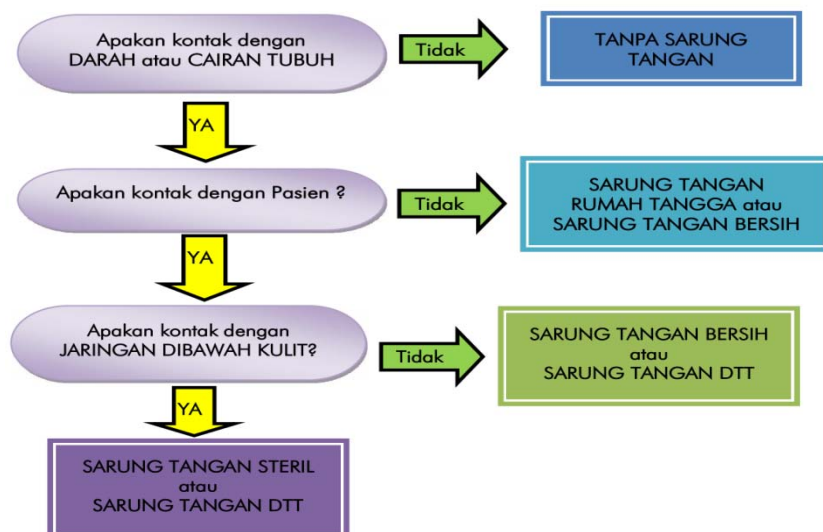 Apakan kontak dengan
DARAH atau CAIRAN TUBUH
Tidak
TANPA SARUNG
TANGAN
YA
Apakan kontak dengan Pasien ?
Tidak
SARUNG TANGAN
RUMAH TANGGA atau
SARUNG TANGAN BERSIH
YA
Apakan kontak dengan
JARINGAN DIBAWAH KULIT?
Tidak
SARUNG TANGAN BERSIH
atau
SARUNG TANGAN DTT
YA
SARUNG TANGAN STERIL
atau
SARUNG TANGAN DTT